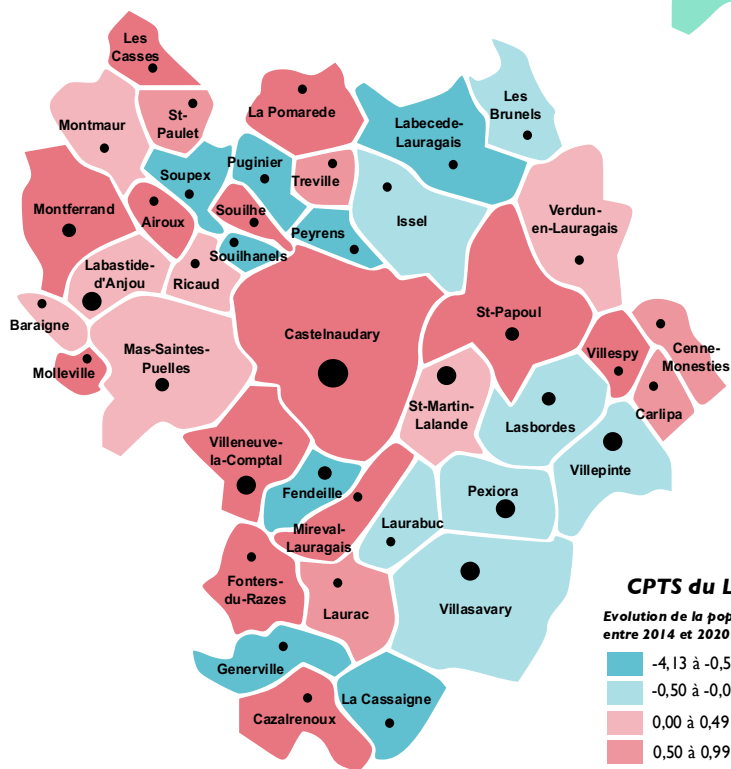 Les
Casses
St-
Paulet
Montmaur
La Pomarede
Labecede-
Lauragais
Les
Brunels
Soupex
Puginier
Treville
Issel
Verdun-
en-Lauragais
Montferrand
Airoux
Souilhe
Peyrens
Souilhanels
Labastide-
d'Anjou
Ricaud
Baraigne
Castelnaudary
St-Papoul
Mas-Saintes-
Puelles
Molleville
Villespy
Cenne-
Monesties
Carlipa
St-Martin-
Lalande
Lasbordes
Villepinte
Villeneuve-
la-Comptal
Fendeille
Pexiora
Mireval-
Lauragais
Laurabuc
Fonters-
du-Razes
Laurac
Villasavary
Generville
La Cassaigne
Cazalrenoux
CPTS du L
Evolution de la pop
entre 2014 et 2020
-4,13 à -0,5
-0,50 à -0,0
0,00 à 0,49
0,50 à 0,99